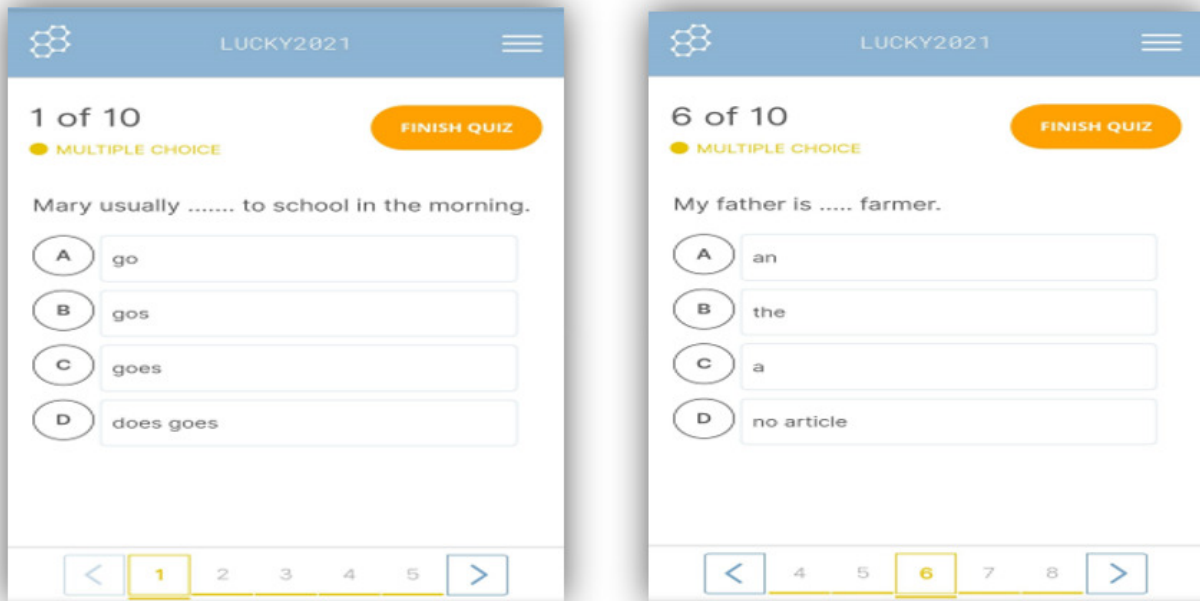 LUCKY2021
1 of 10
FINISH QUIZ
MULTIPLE CHOICE
Mary usually ....... to school in the morning.
A go
B gos
C goes
D does goes
< 1 2 3 4 5 >
LUCKY2021
6 of 10
FINISH QUIZ
MULTIPLE CHOICE
My father is ..... farmer.
A an
B the
C a
D no article
< 4 5 6 7 8 >